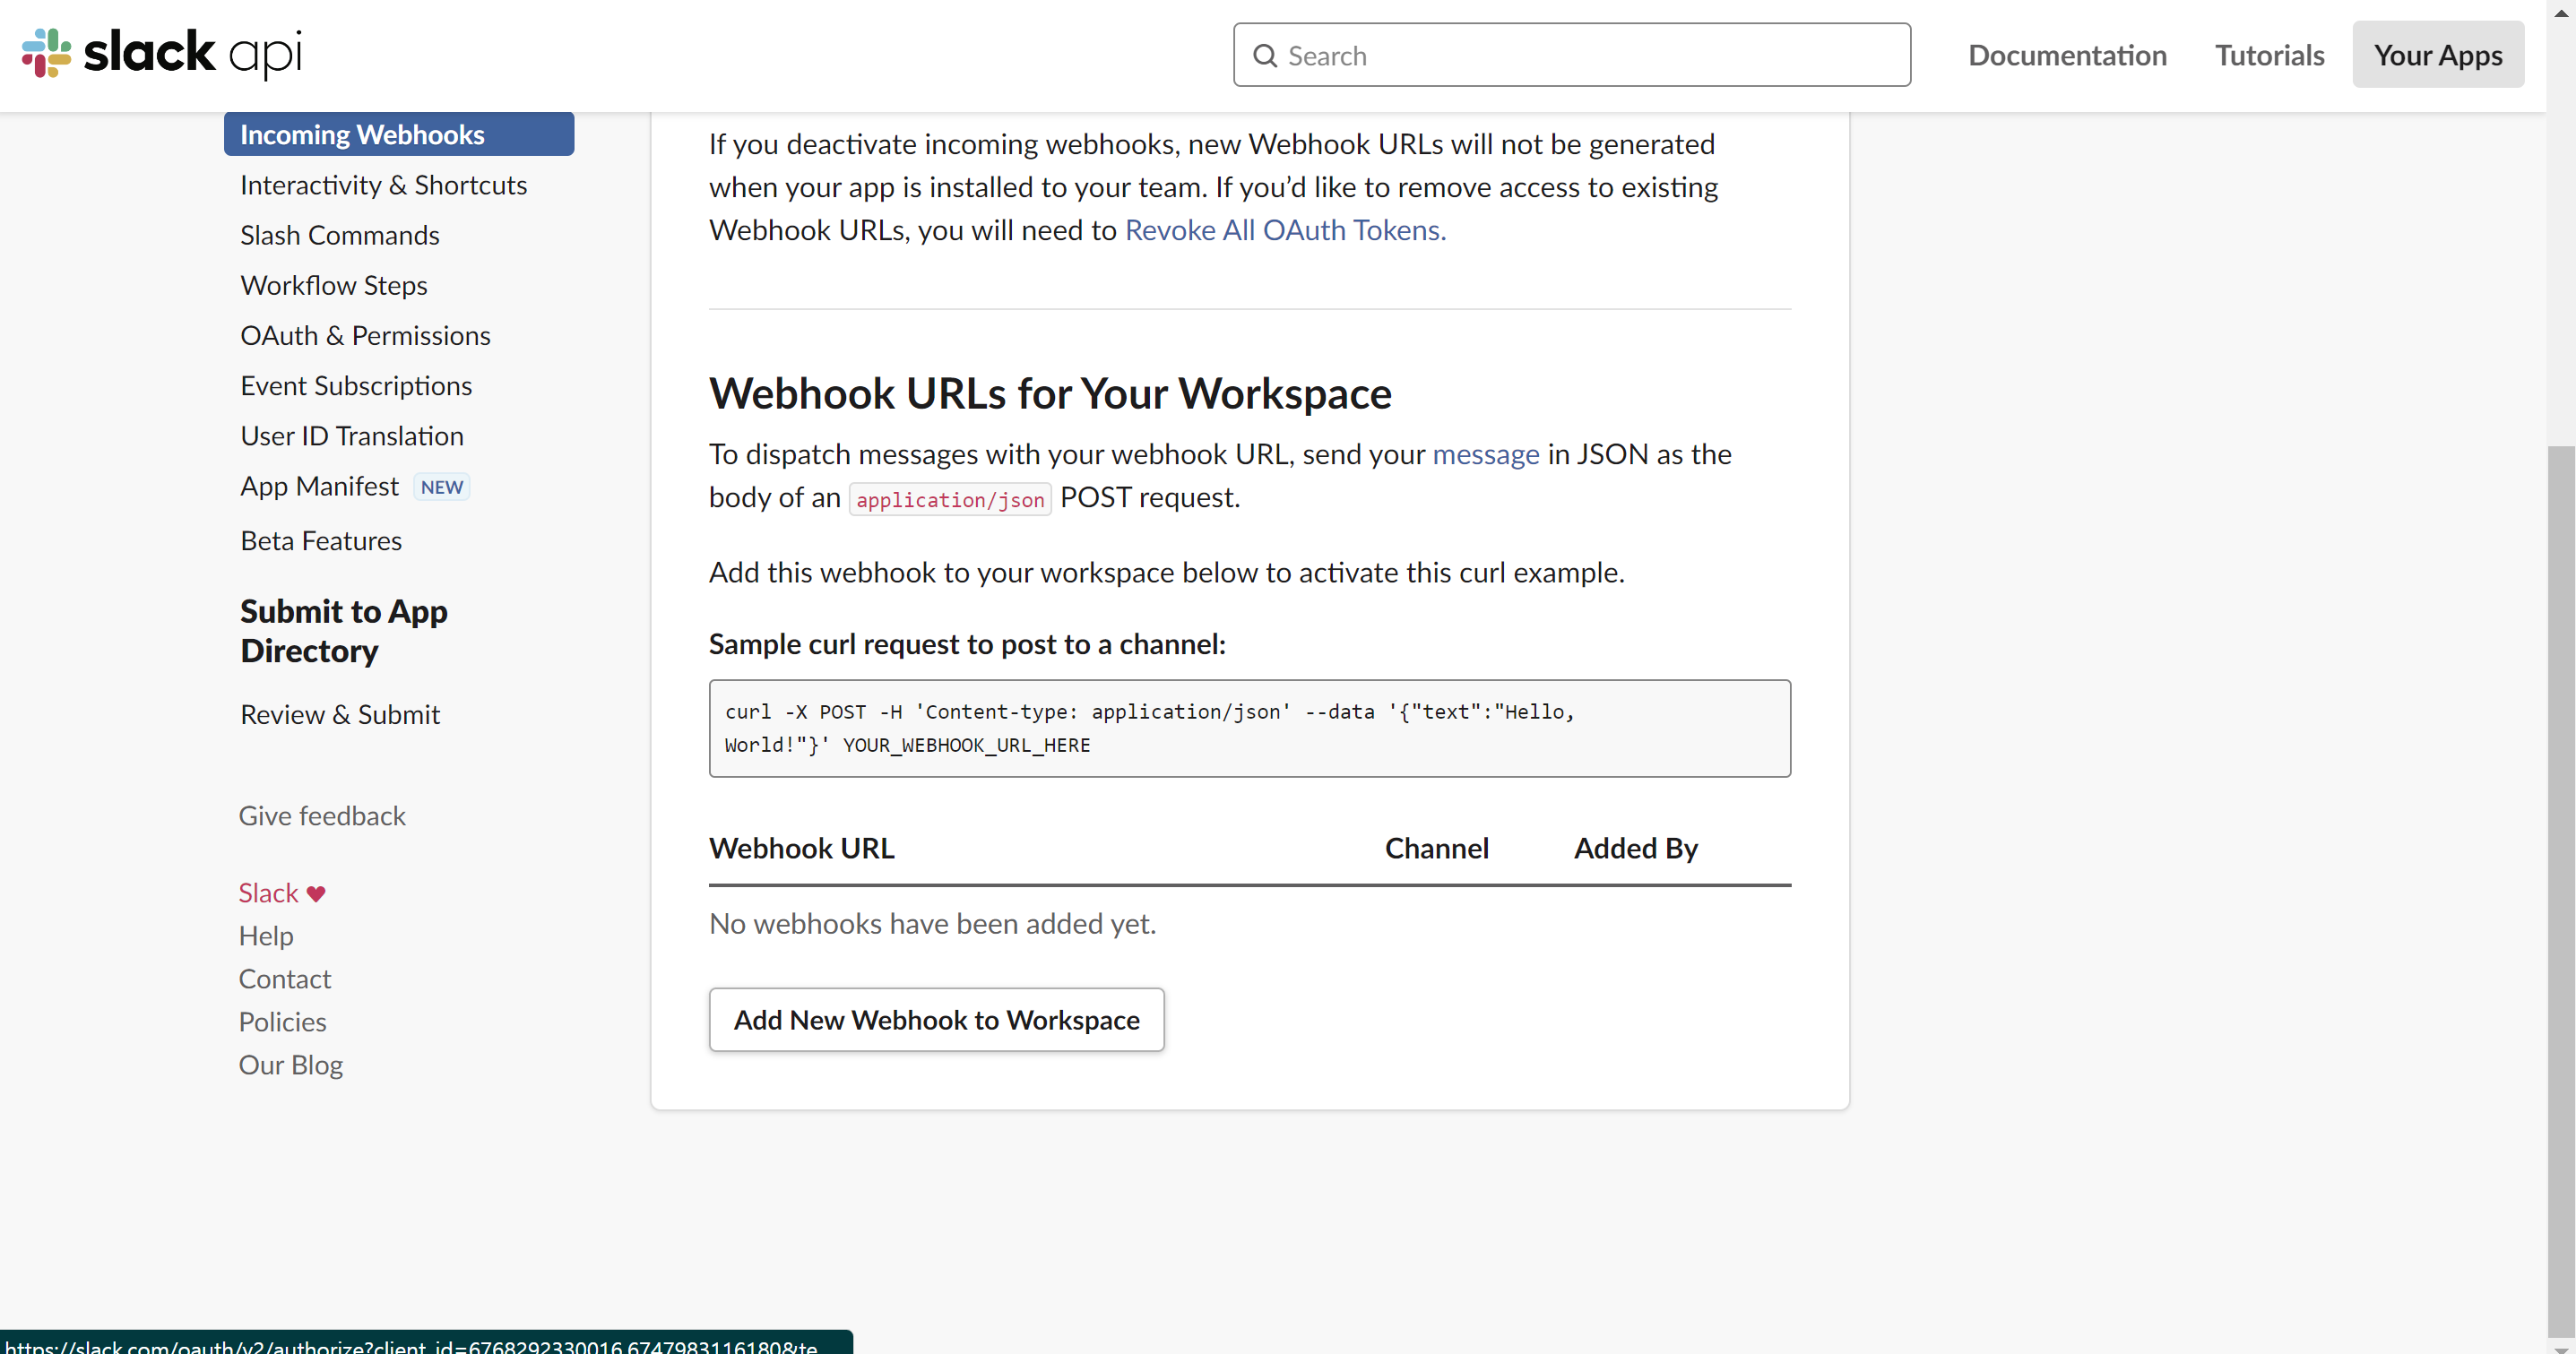 slack api
Search
Documentation
Tutorials
Your Apps
Incoming Webhooks
Interactivity & Shortcuts
Slash Commands
Workflow Steps
OAuth & Permissions
Event Subscriptions
User ID Translation
App Manifest NEW
Beta Features
Submit to App
Directory
Review & Submit
Give feedback
Slack ♥
Help
Contact
Policies
Our Blog
If you deactivate incoming webhooks, new Webhook URLs will not be generated
when your app is installed to your team. If you’d like to remove access to existing
Webhook URLs, you will need to Revoke All OAuth Tokens.
Webhook URLs for Your Workspace
To dispatch messages with your webhook URL, send your message in JSON as the
body of an application/json POST request.
Add this webhook to your workspace below to activate this curl example.
Sample curl request to post to a channel:
curl -X POST -H 'Content-type: application/json' --data '{"text":"Hello,
World!"}' YOUR_WEBHOOK_URL_HERE
Webhook URL Channel Added By
No webhooks have been added yet.
Add New Webhook to Workspace
https://slack.com/oauth/v2/authorize?client_id=6768292330016.6747983116180&te...